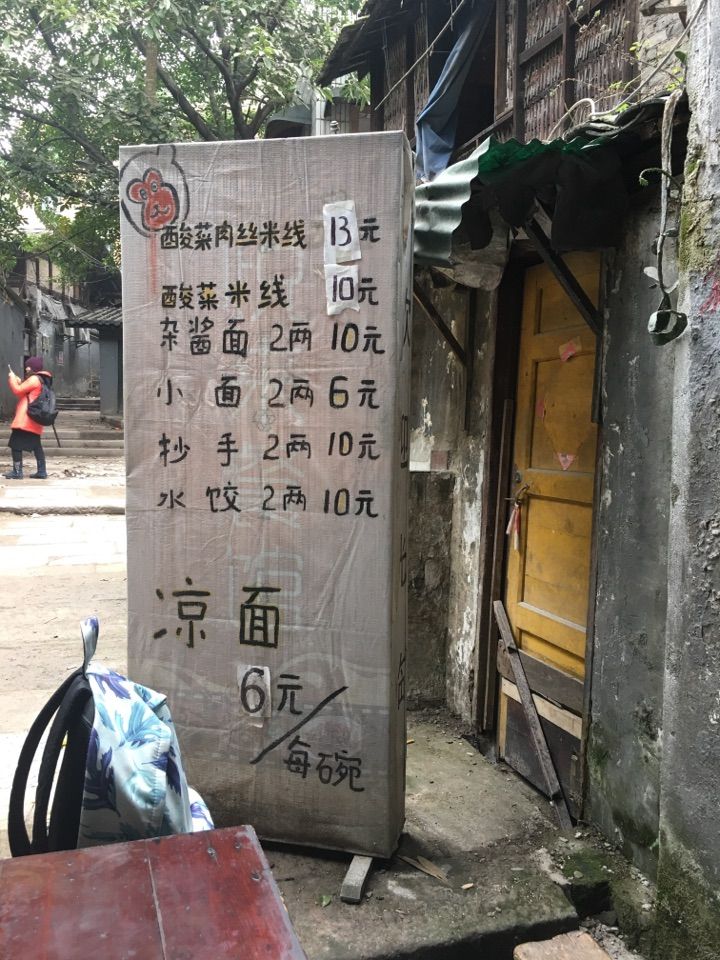 酸菜肉丝米线 13元
酸菜米线 10元
杂酱面 2两 10元
小面 2两 6元
抄手 2两 10元
水饺 2两 10元
凉面
6元/每碗